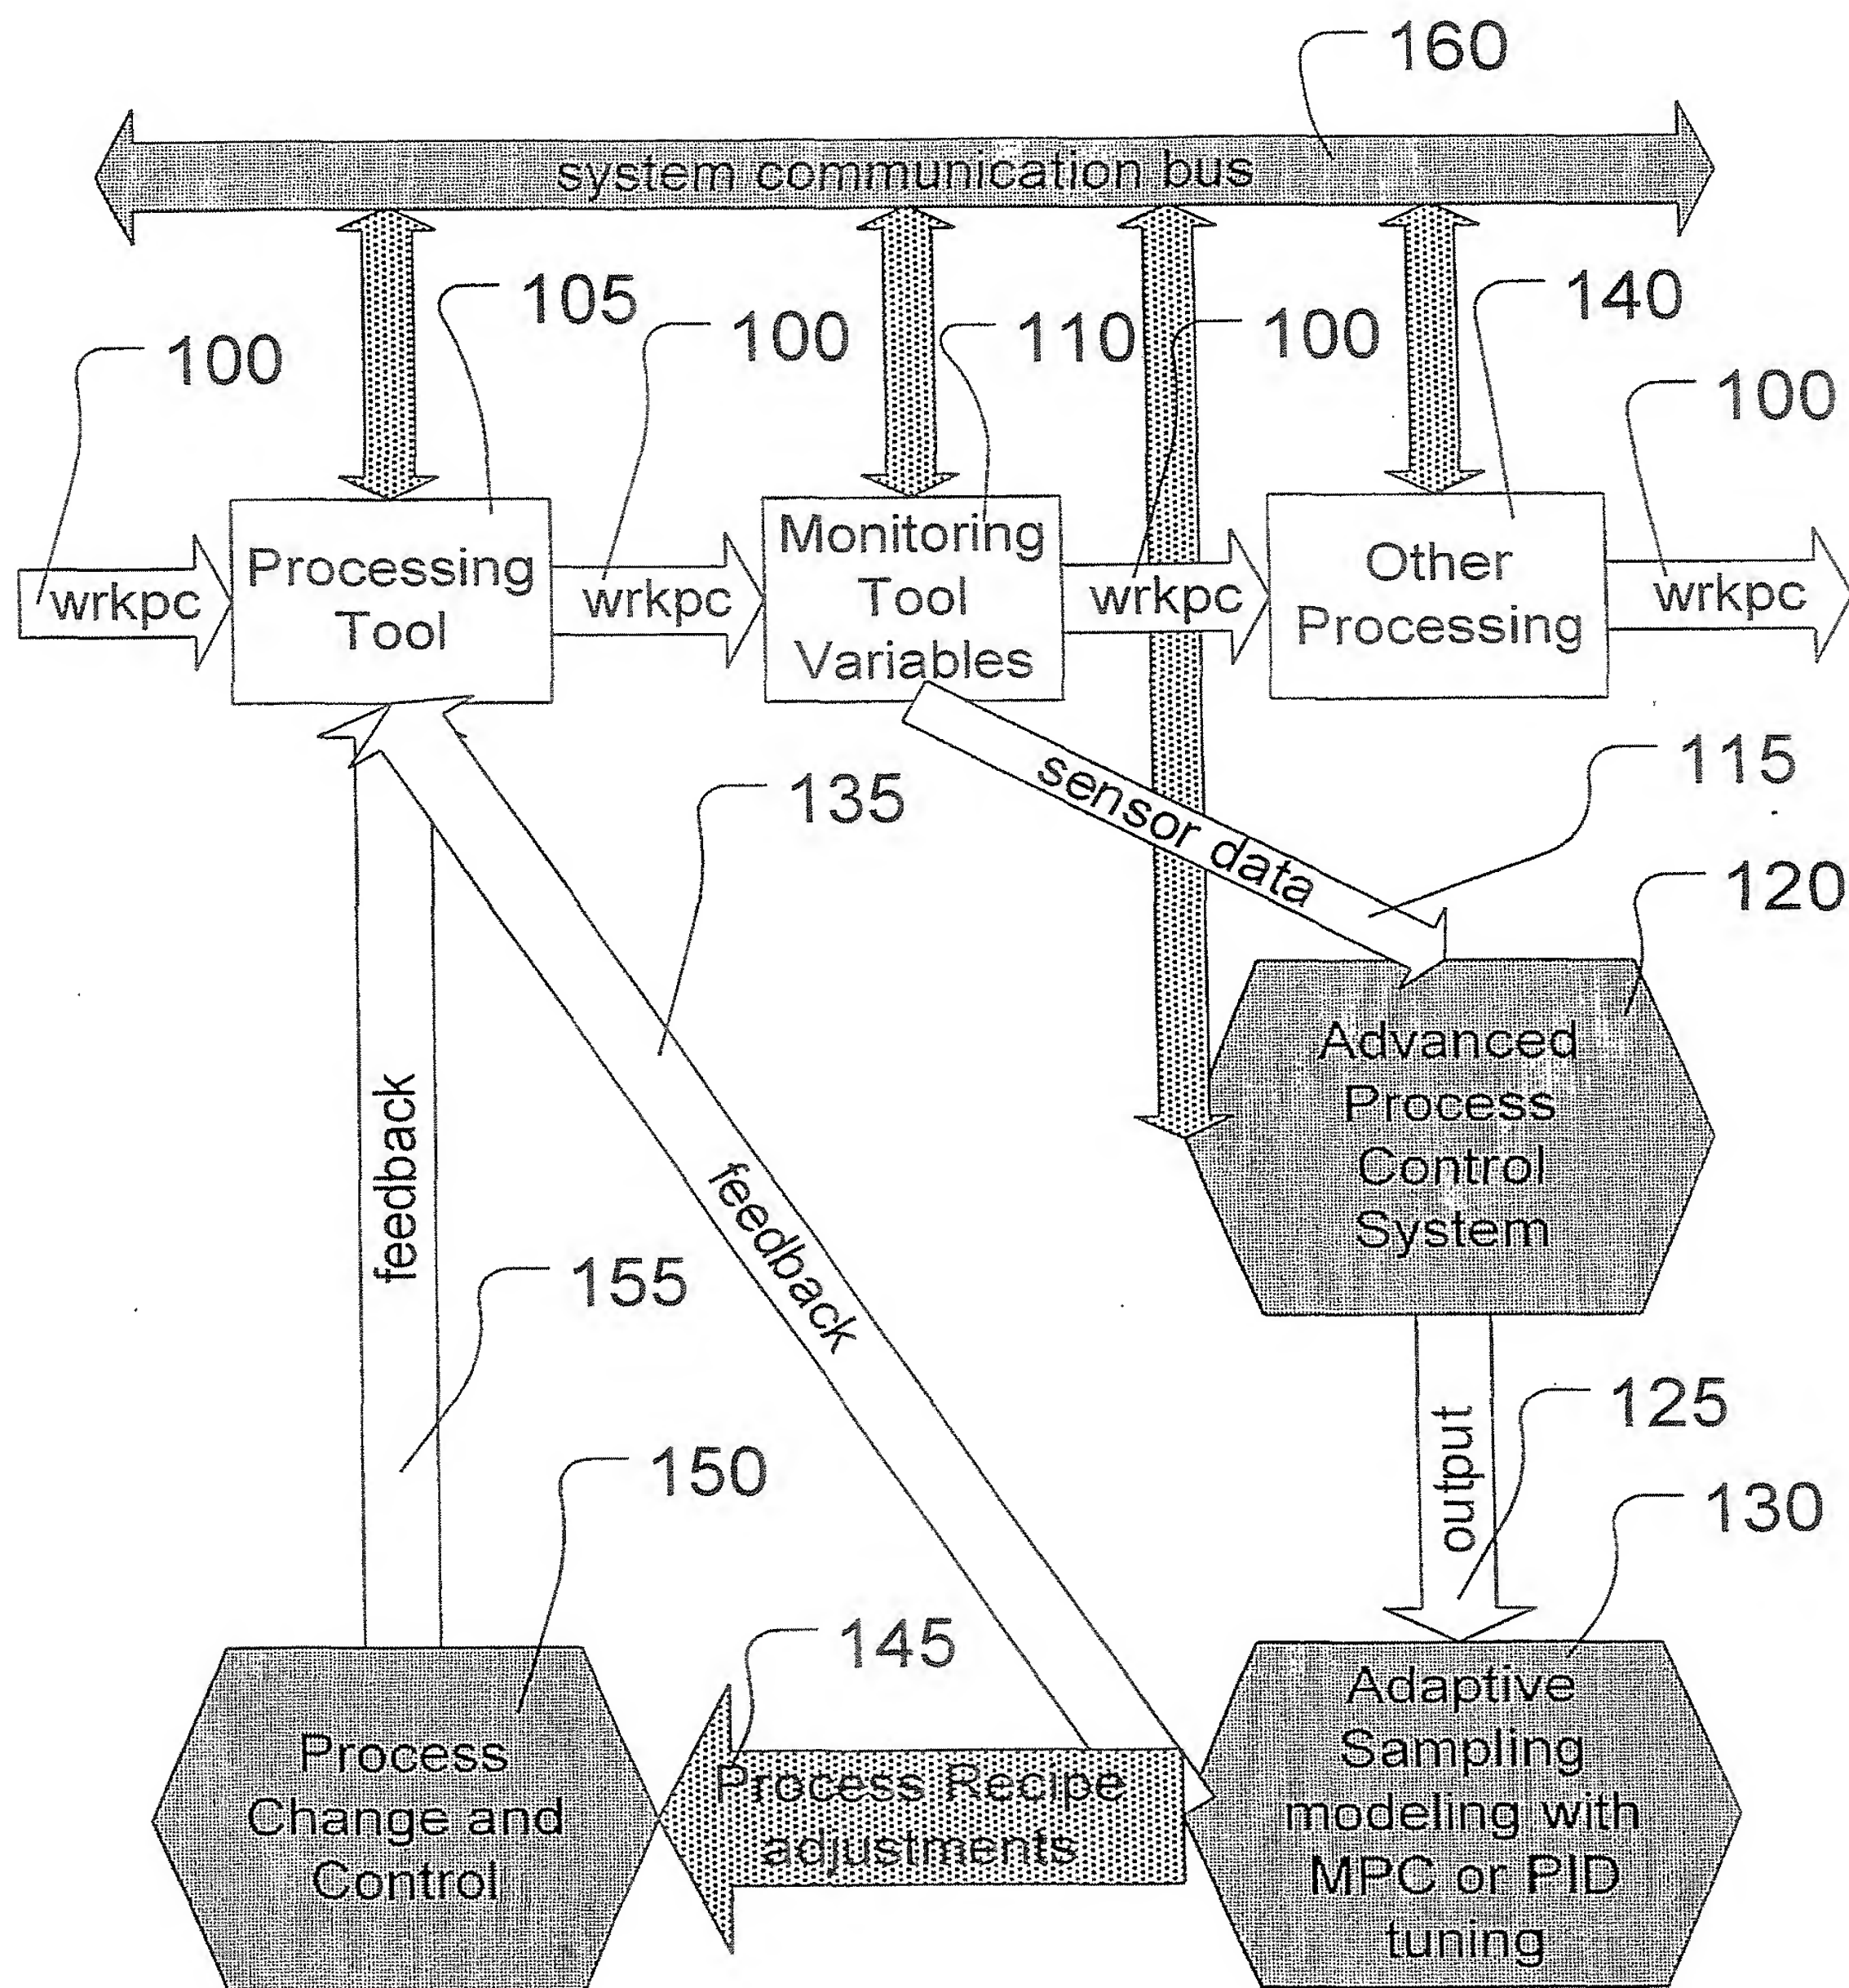 160
system communication bus
105
100
110
100
140
100
100
wrkpc
Processing
Tool
wrkpc
Monitoring
Tool
Variables
wrkpc
Other
Processing
wrkpc
135
sensor data
115
120
Advanced
Process
Control
System
feedback
feedback
155
125
output
150
130
145
Process
Change and
Control
Process Recipe
adjustments
Adaptive
Sampling
modeling with
MPC or PID
tuning